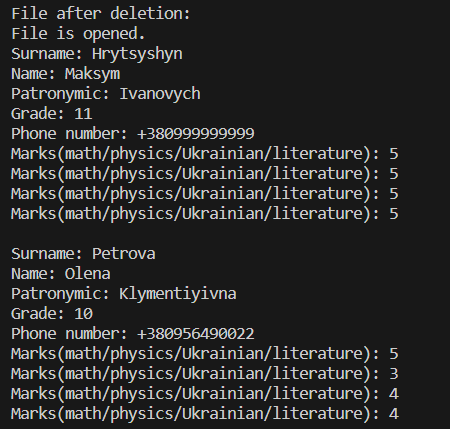 File after deletion:
File is opened.
Surname: Hrytsyshyn
Name: Maksym
Patronymic: Ivanovych
Grade: 11
Phone number: +380999999999
Marks(math/physics/Ukrainian/literature): 5
Marks(math/physics/Ukrainian/literature): 5
Marks(math/physics/Ukrainian/literature): 5
Marks(math/physics/Ukrainian/literature): 5

Surname: Petrova
Name: Olena
Patronymic: Klymentiyivna
Grade: 10
Phone number: +380956490022
Marks(math/physics/Ukrainian/literature): 5
Marks(math/physics/Ukrainian/literature): 3
Marks(math/physics/Ukrainian/literature): 4
Marks(math/physics/Ukrainian/literature): 4